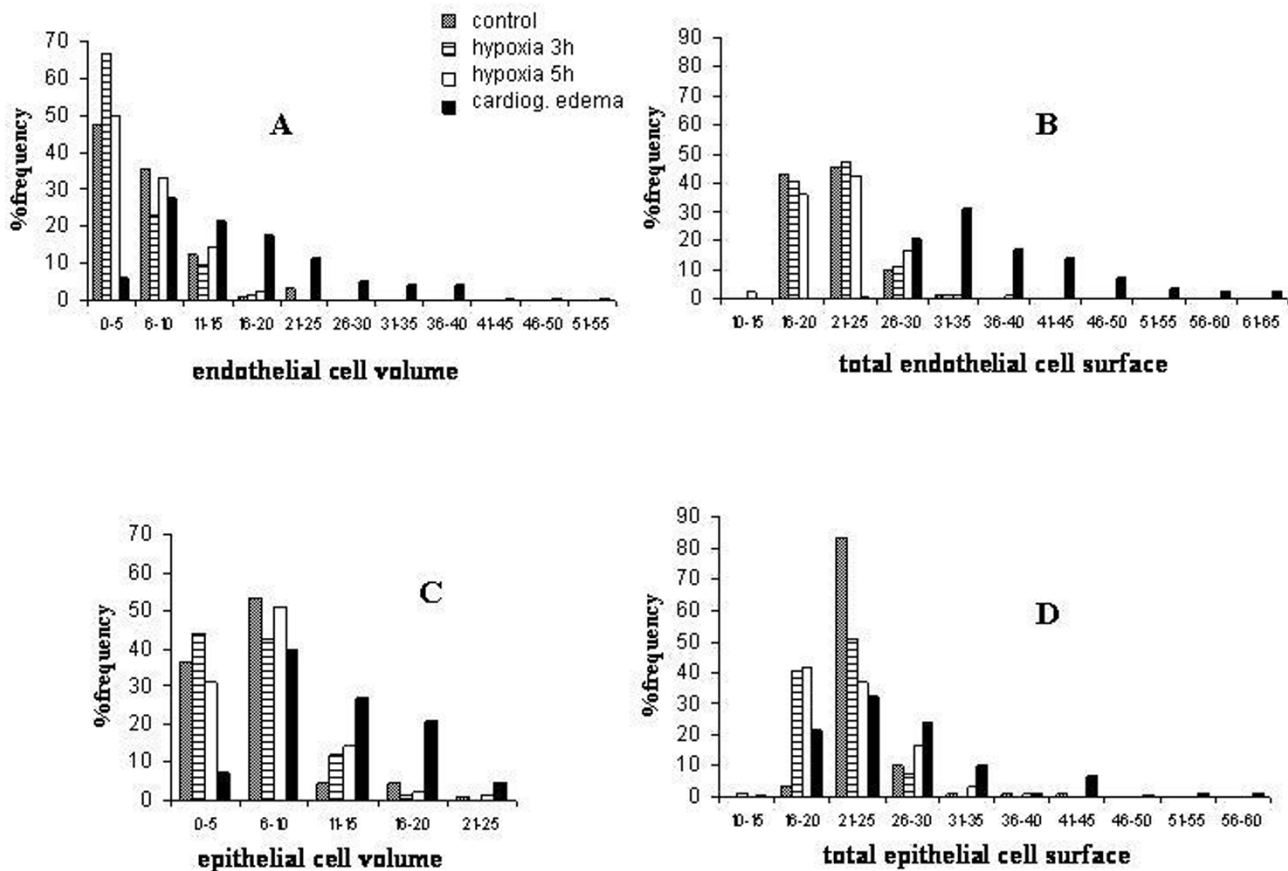 control
hypoxia 3h
hypoxia 5h
cardiog. edema
A
%frequency
70
60
50
40
30
20
10
0
0-5 6-10 11-15 16-20 21-25 26-30 31-35 36-40 41-45 46-50 51-55
endothelial cell volume
B
%frequency
90
80
70
60
50
40
30
20
10
0
10-15 16-20 21-25 26-30 31-35 36-40 41-45 46-50 51-55 56-60 61-65
total endothelial cell surface
C
%frequency
70
60
50
40
30
20
10
0
0-5 6-10 11-15 16-20 21-25
epithelial cell volume
D
%frequency
90
80
70
60
50
40
30
20
10
0
10-15 16-20 21-25 26-30 31-35 36-40 41-45 46-50 51-55 56-60
total epithelial cell surface